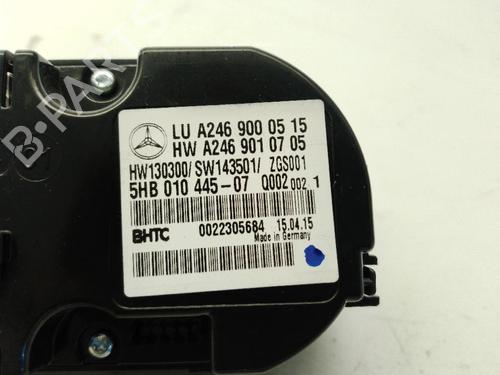 B-PARTS
LU A246 900 05 15
HW A246 901 07 05
HW130300/SW143501/ ZGS001
5HB 010 445-07 Q002 002 1
BHTC 0022305684 15.04.15
Made in Germany